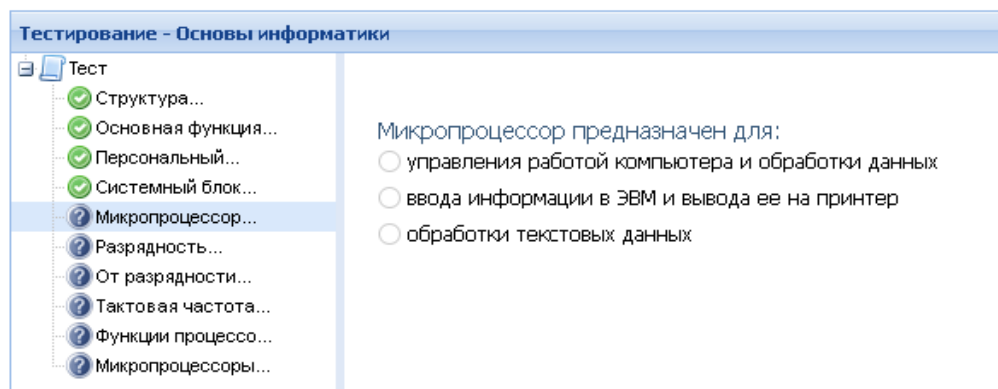 Тестирование - Основы информатики
Тест
Структура...
Основная функция...
Персональный...
Системный блок...
Микропроцессор...
Разрядность...
От разрядности...
Тактовая частота...
Функции процессо...
Микропроцессоры...
Микропроцессор предназначен для:
управления работой компьютера и обработки данных
ввода информации в ЭВМ и вывода ее на принтер
обработки текстовых данных